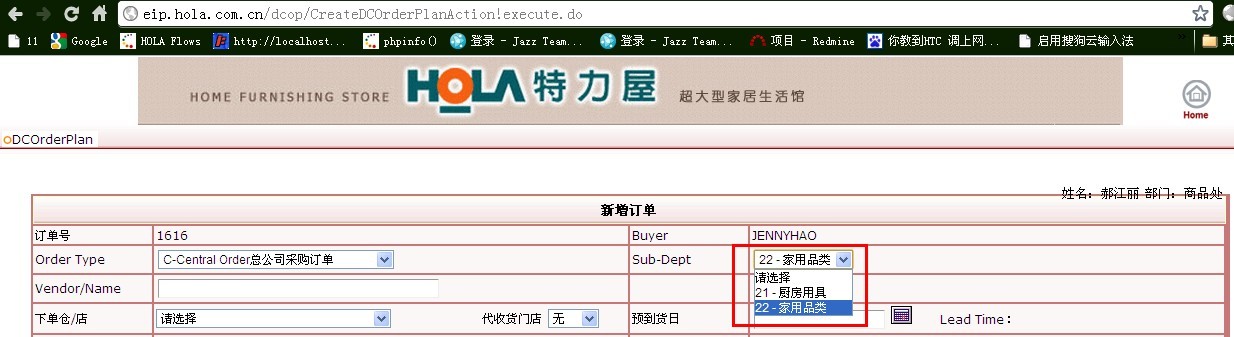 eip.hola.com.cn/dcop/CreateDCOrderPlanAction!execute.do
11 Google HOLA Flows http://localhost... phpinfo() 登录 - Jazz Team... 登录 - Jazz Team... 项目 - Redmine 你教到HTC 调上网... 启用搜狗云输入法 » 其
HOME FURNISHING STORE HOLA 特力屋 超大型家居生活馆
Home
DCOrderPlan
姓名: 郝江丽 部门: 商品处
新增订单
订单号 1616 Buyer JENNYHAO
Order Type C-Central Order总公司采购订单 Sub-Dept 22 - 家用品类
请选择
Vendor/Name 21 - 厨房用具
22 - 家用品类
下单仓/店 请选择 代收货门店 无 预到货日 Lead Time：